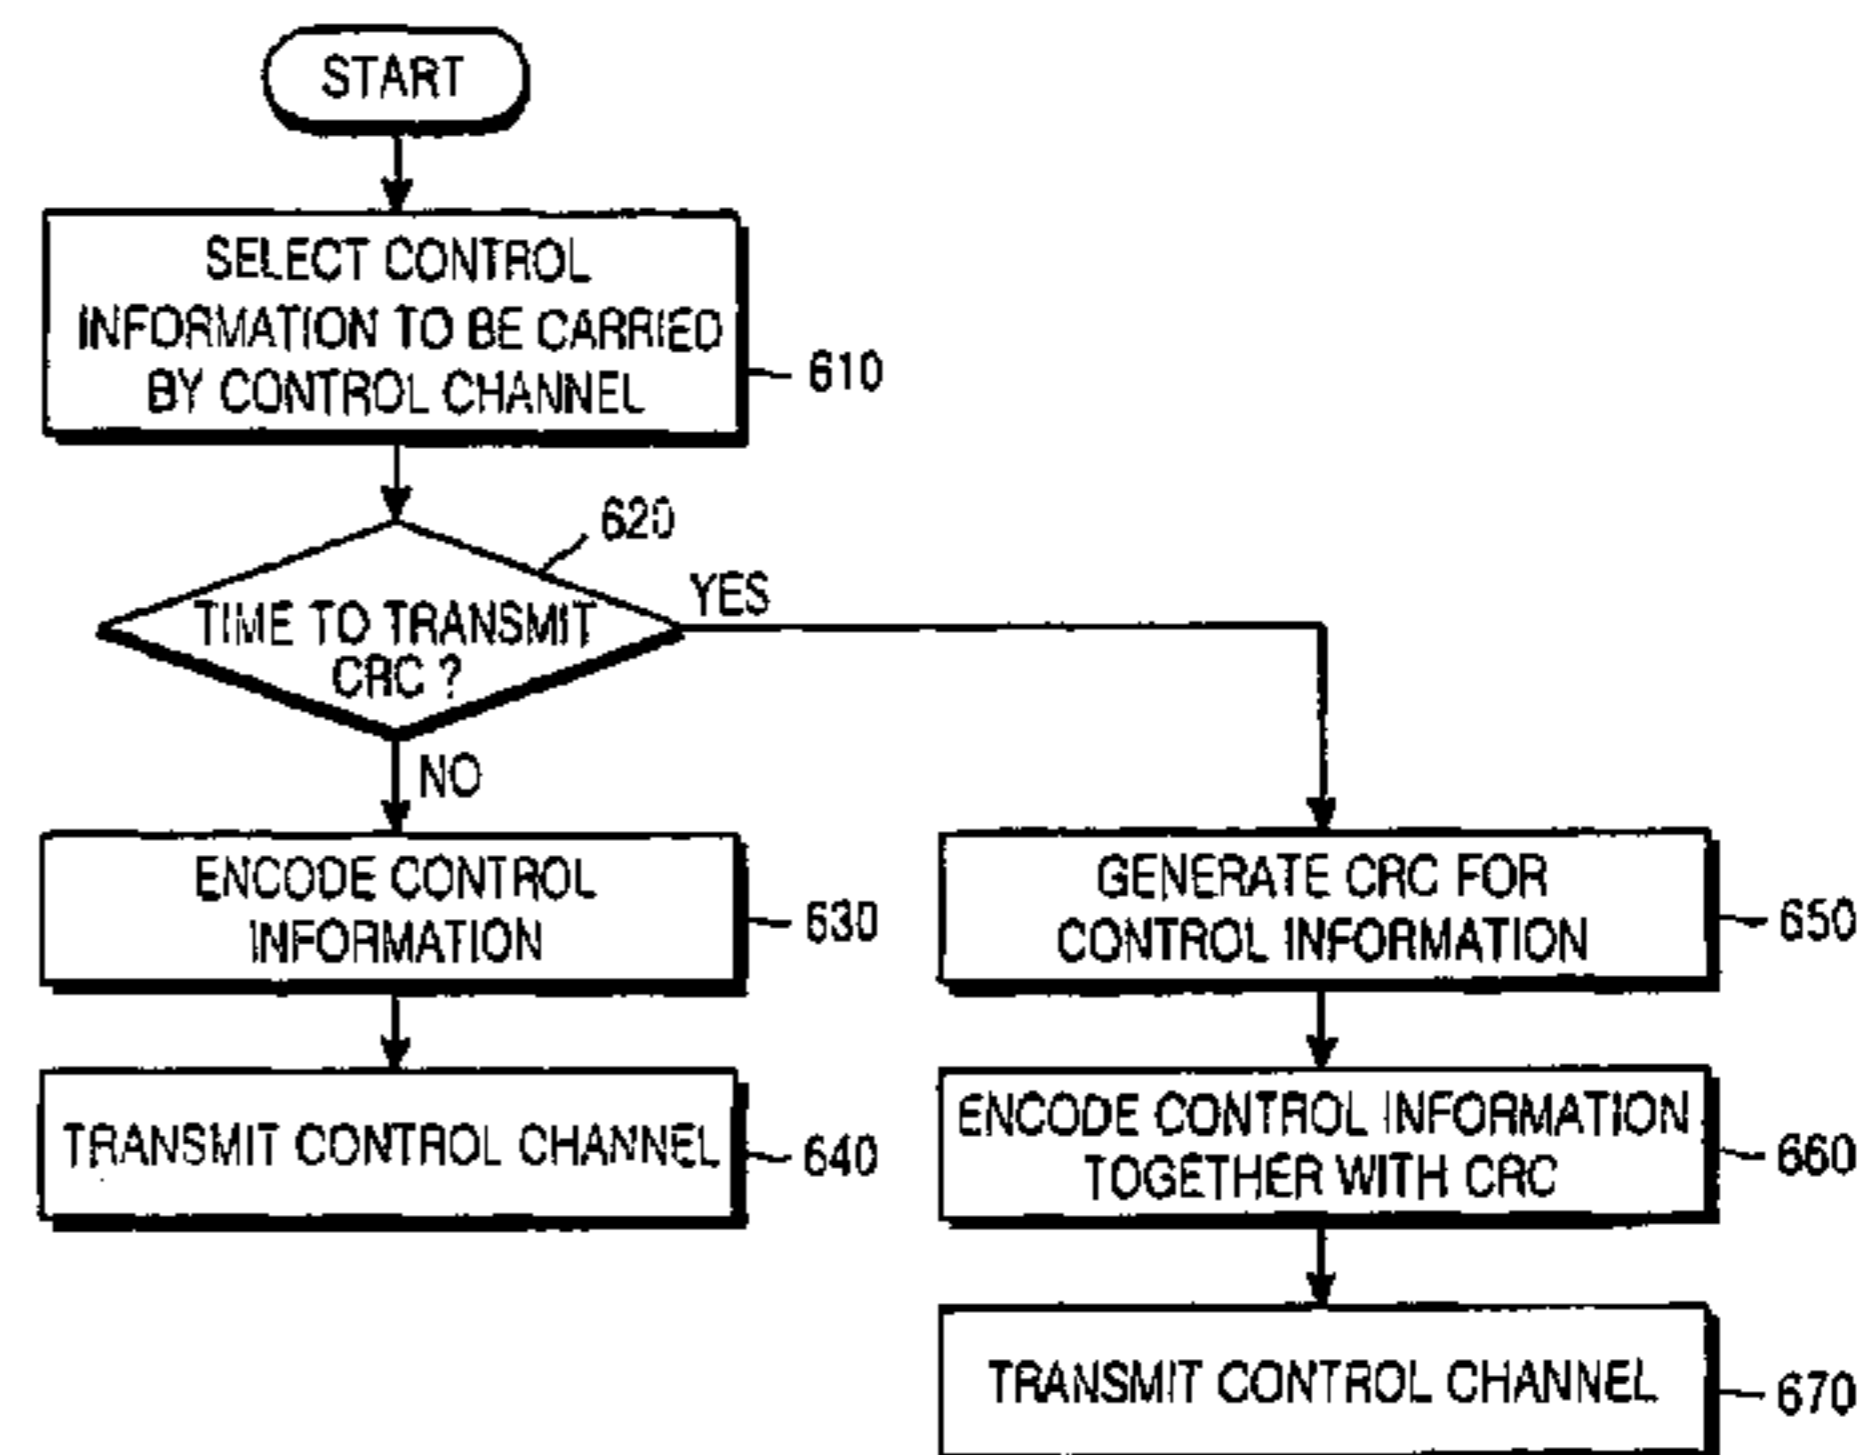 START
SELECT CONTROL
INFORMATION TO BE CARRIED
BY CONTROL CHANNEL
610
620
TIME TO TRANSMIT
CRC ?
YES
NO
ENCODE CONTROL
INFORMATION
630
GENERATE CRC FOR
CONTROL INFORMATION
650
TRANSMIT CONTROL CHANNEL
640
ENCODE CONTROL INFORMATION
TOGETHER WITH CRC
660
TRANSMIT CONTROL CHANNEL
670